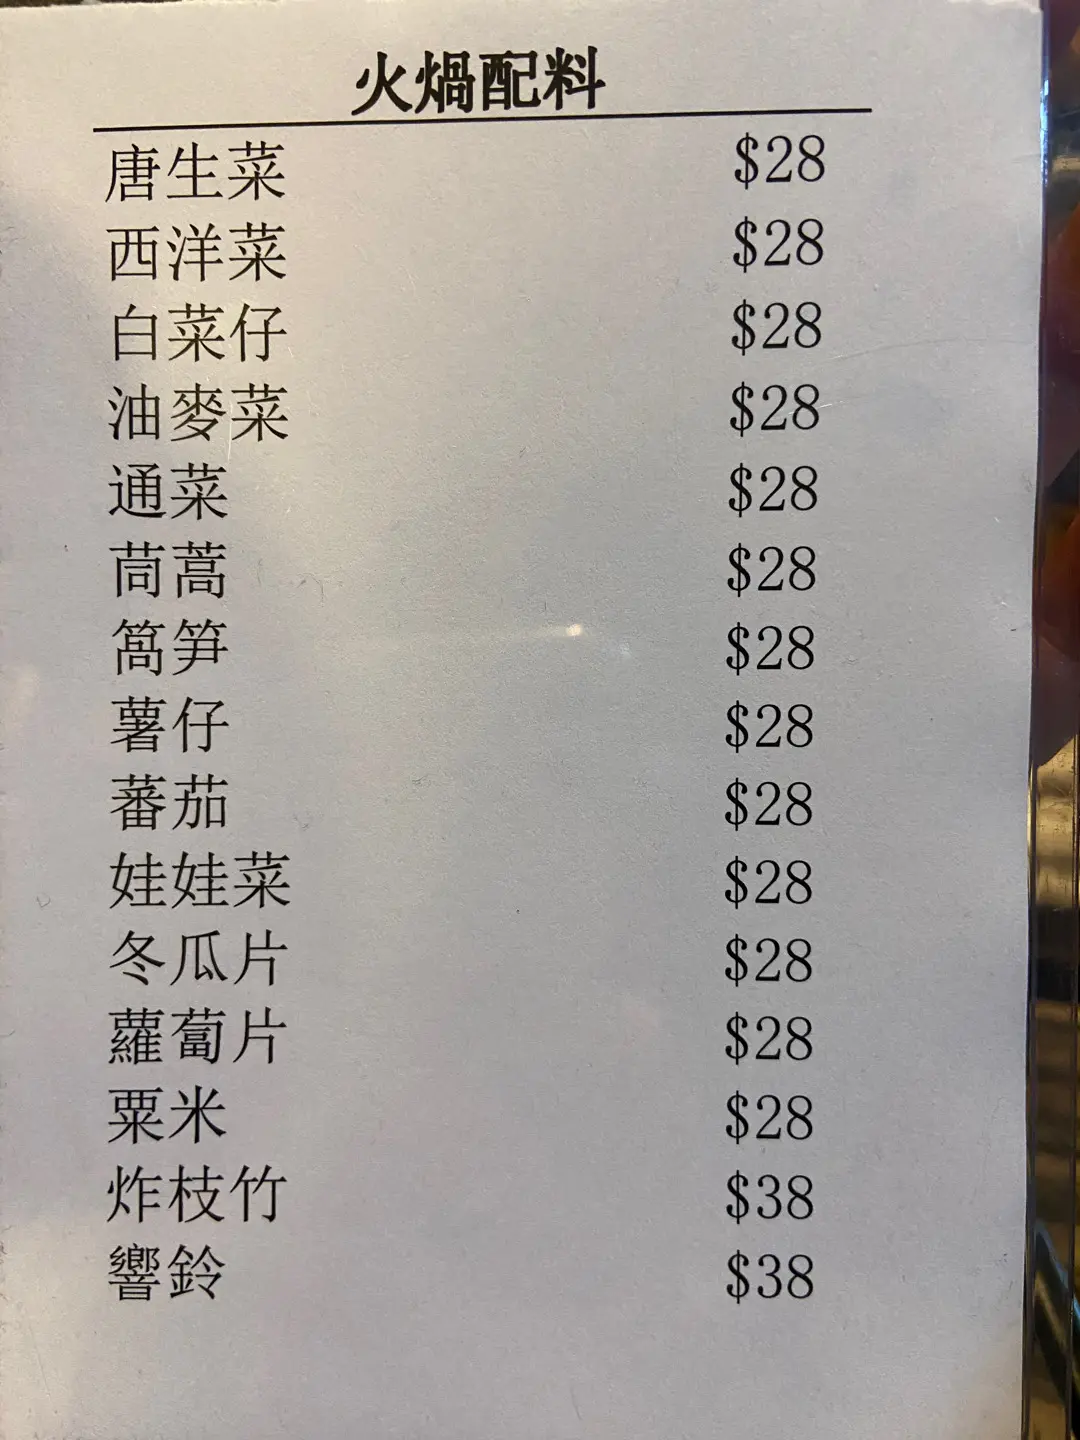 火煱配料
唐生菜 $28
西洋菜 $28
白菜仔 $28
油麥菜 $28
通菜 $28
茼蒿 $28
萵笋 $28
薯仔 $28
蕃茄 $28
娃娃菜 $28
冬瓜片 $28
蘿蔔片 $28
粟米 $28
炸枝竹 $38
響鈴 $38